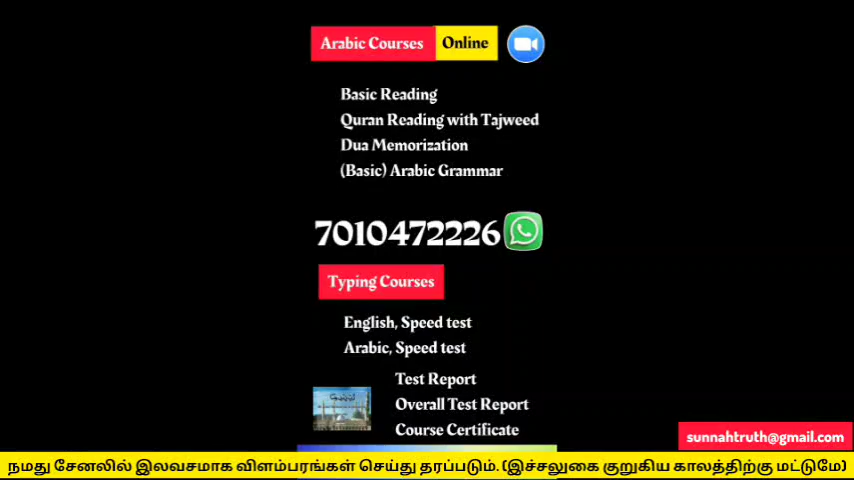 Arabic Courses Online
Basic Reading
Quran Reading with Tajweed
Dua Memorization
(Basic) Arabic Grammar
7010472226
Typing Courses
English, Speed test
Arabic, Speed test
Test Report
Overall Test Report
Course Certificate
sunnahtruth@gmail.com
நமது சேனலில் இலவசமாக விளம்பரங்கள் செய்து தரப்படும். (இச்சலுகை குறுகிய காலத்திற்கு மட்டுமே)